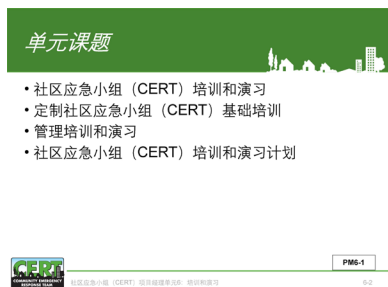 单元课题
• 社区应急小组（CERT）培训和演习
• 定制社区应急小组（CERT）基础培训
• 管理培训和演习
• 社区应急小组（CERT）培训和演习计划
PM6-1
CERT
COMMUNITY EMERGENCY
RESPONSE TEAM
6-2